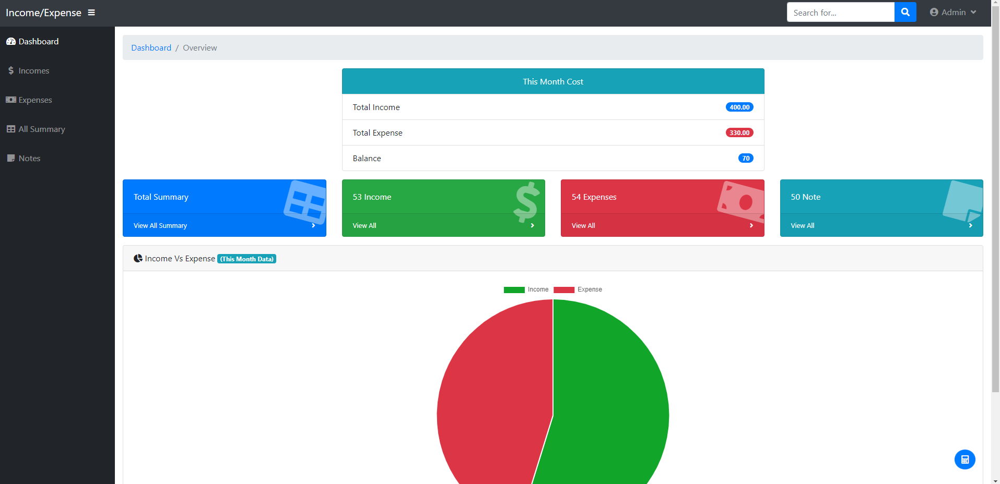 Income/Expense
Search for...
Admin
Dashboard
Incomes
Expenses
All Summary
Notes
Dashboard / Overview
This Month Cost
Total Income 400.00
Total Expense 330.00
Balance 70
Total Summary
View All Summary
53 Income
View All
54 Expenses
View All
50 Note
View All
Income Vs Expense (This Month Data)
Income Expense